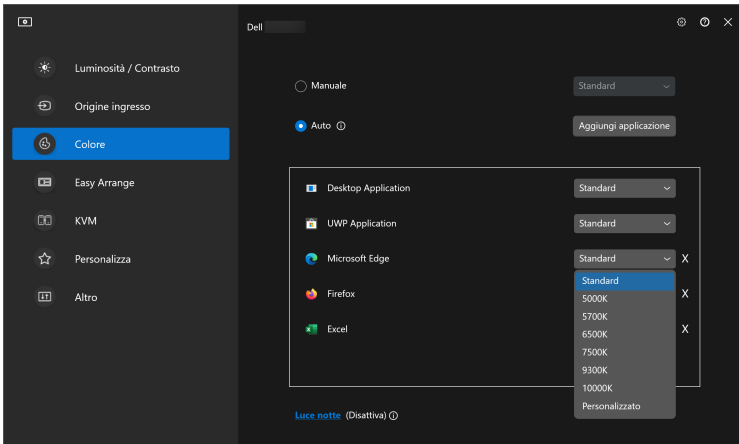 Dell
Luminosità / Contrasto
Origine ingresso
Colore
Easy Arrange
KVM
Personalizza
Altro
Manuale
Standard
Auto
Aggiungi applicazione
Desktop Application
Standard
UWP Application
Standard
Microsoft Edge
Standard
X
Firefox
X
Excel
X
Standard
5000K
5700K
6500K
7500K
9300K
10000K
Personalizzato
Luce notte (Disattiva)